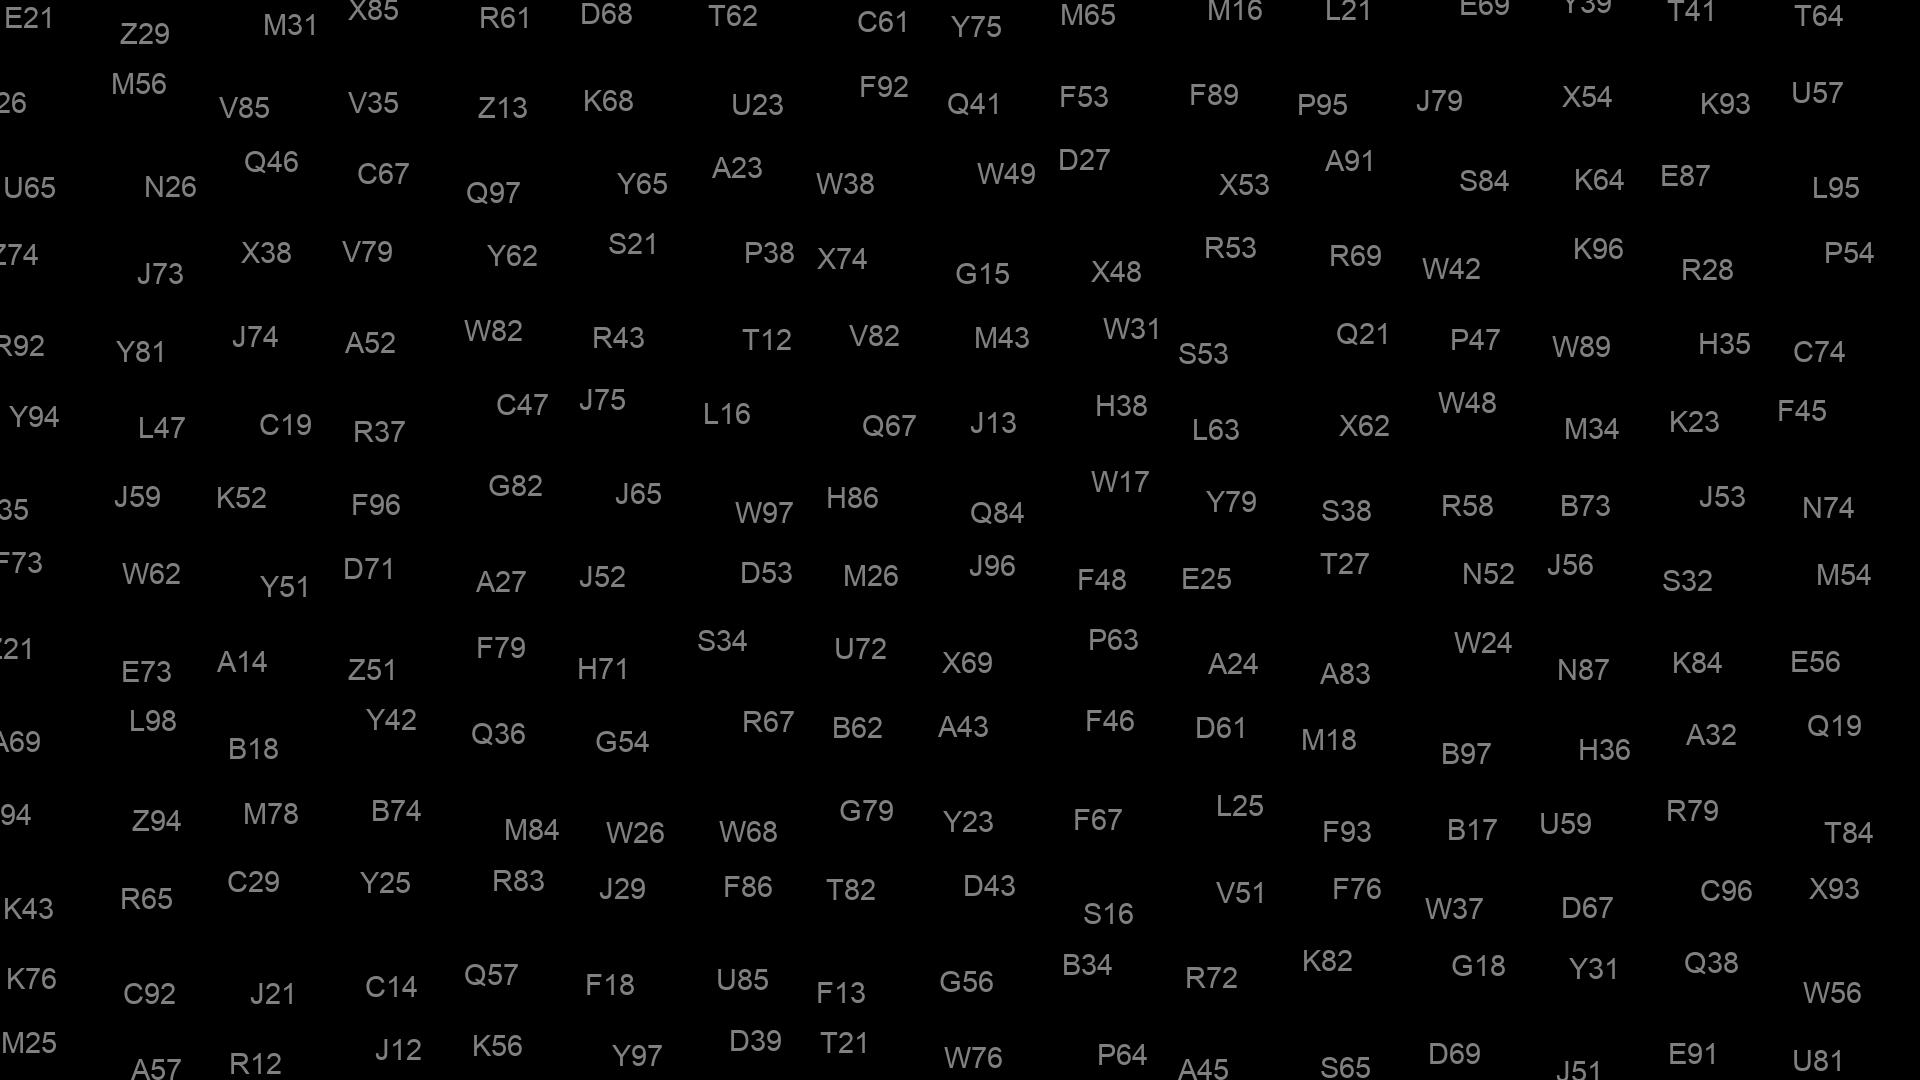 E21 Z29 M31 X85 R61 D68 T62 C61 Y75 M65 M16 L21 E69 Y39 T41 T64
26 M56 V85 V35 Z13 K68 U23 F92 Q41 F53 F89 P95 J79 X54 K93 U57
U65 N26 Q46 C67 Q97 Y65 A23 W38 W49 D27 X53 A91 S84 K64 E87 L95
Z74 J73 X38 V79 Y62 S21 P38 X74 G15 X48 R53 R69 W42 K96 R28 P54
R92 Y81 J74 A52 W82 R43 T12 V82 M43 W31 S53 Q21 P47 W89 H35 C74
Y94 L47 C19 R37 C47 J75 L16 Q67 J13 H38 L63 X62 W48 M34 K23 F45
35 J59 K52 F96 G82 J65 W97 H86 Q84 W17 Y79 S38 R58 B73 J53 N74
F73 W62 Y51 D71 A27 J52 D53 M26 J96 F48 E25 T27 N52 J56 S32 M54
21 E73 A14 Z51 F79 H71 S34 U72 X69 P63 A24 A83 W24 N87 K84 E56
A69 L98 B18 Y42 Q36 G54 R67 B62 A43 F46 D61 M18 B97 H36 A32 Q19
94 Z94 M78 B74 M84 W26 W68 G79 Y23 F67 L25 F93 B17 U59 R79 T84
K43 R65 C29 Y25 R83 J29 F86 T82 D43 S16 V51 F76 W37 D67 C96 X93
K76 C92 J21 C14 Q57 F18 U85 F13 G56 B34 R72 K82 G18 Y31 Q38 W56
M25 A57 R12 J12 K56 Y97 D39 T21 W76 P64 A45 S65 D69 J51 E91 U81